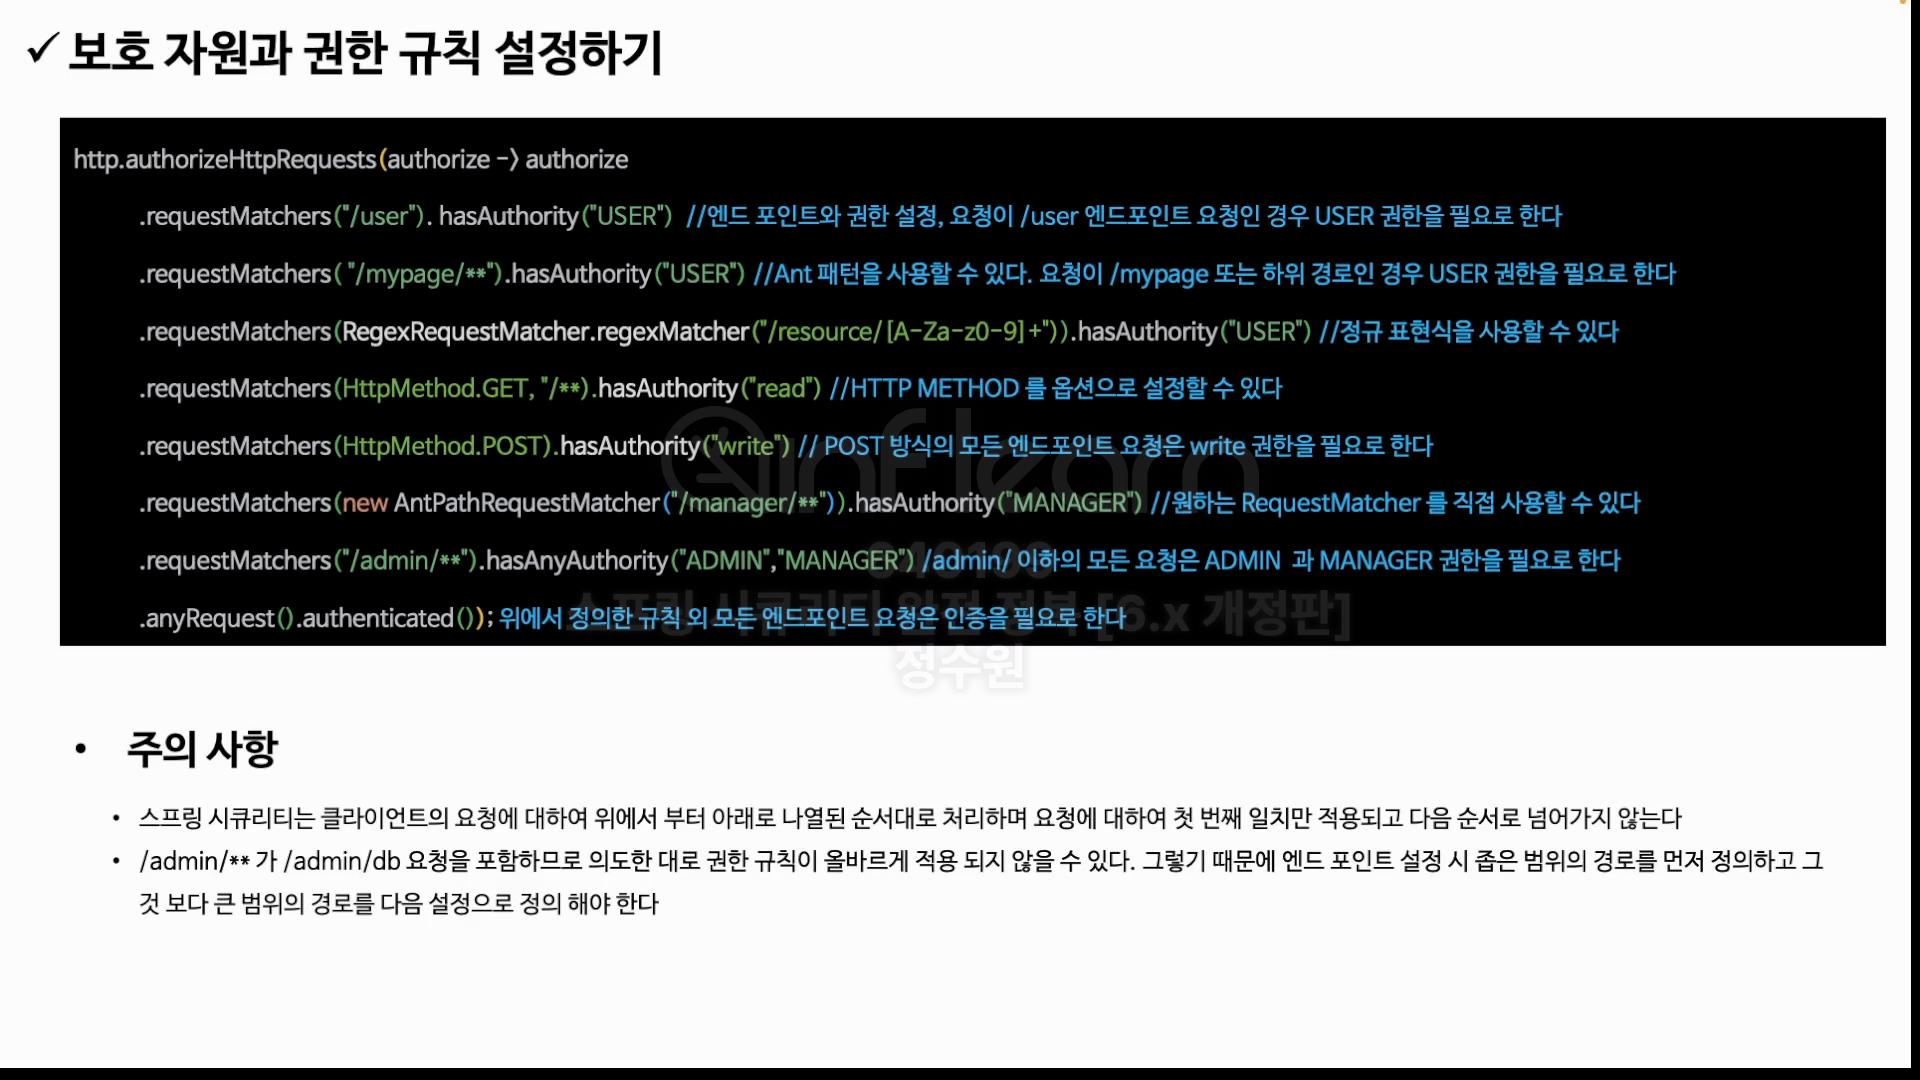 ✓ 보호 자원과 권한 규칙 설정하기
http.authorizeHttpRequests(authorize -> authorize
.requestMatchers("/user"). hasAuthority("USER") //엔드 포인트와 권한 설정, 요청이 /user 엔드포인트 요청인 경우 USER 권한을 필요로 한다
.requestMatchers( "/mypage/**").hasAuthority("USER") //Ant 패턴을 사용할 수 있다. 요청이 /mypage 또는 하위 경로인 경우 USER 권한을 필요로 한다
.requestMatchers(RegexRequestMatcher.regexMatcher("/resource/[A-Za-z0-9]+")).hasAuthority("USER") //정규 표현식을 사용할 수 있다
.requestMatchers(HttpMethod.GET, "/**).hasAuthority("read") //HTTP METHOD 를 옵션으로 설정할 수 있다
.requestMatchers(HttpMethod.POST).hasAuthority("write") // POST 방식의 모든 엔드포인트 요청은 write 권한을 필요로 한다
.requestMatchers(new AntPathRequestMatcher("/manager/**")).hasAuthority("MANAGER") //원하는 RequestMatcher 를 직접 사용할 수 있다
.requestMatchers("/admin/**").hasAnyAuthority("ADMIN","MANAGER") /admin/ 이하의 모든 요청은 ADMIN 과 MANAGER 권한을 필요로 한다
.anyRequest().authenticated()); 위에서 정의한 규칙 외 모든 엔드포인트 요청은 인증을 필요로 한다
inflearn
스프링 시큐리티 완전 정복 [6.x 개정판]
정수원
• 주의 사항
• 스프링 시큐리티는 클라이언트의 요청에 대하여 위에서 부터 아래로 나열된 순서대로 처리하며 요청에 대하여 첫 번째 일치만 적용되고 다음 순서로 넘어가지 않는다
• /admin/** 가 /admin/db 요청을 포함하므로 의도한 대로 권한 규칙이 올바르게 적용 되지 않을 수 있다. 그렇기 때문에 엔드 포인트 설정 시 좁은 범위의 경로를 먼저 정의하고 그
것 보다 큰 범위의 경로를 다음 설정으로 정의 해야 한다